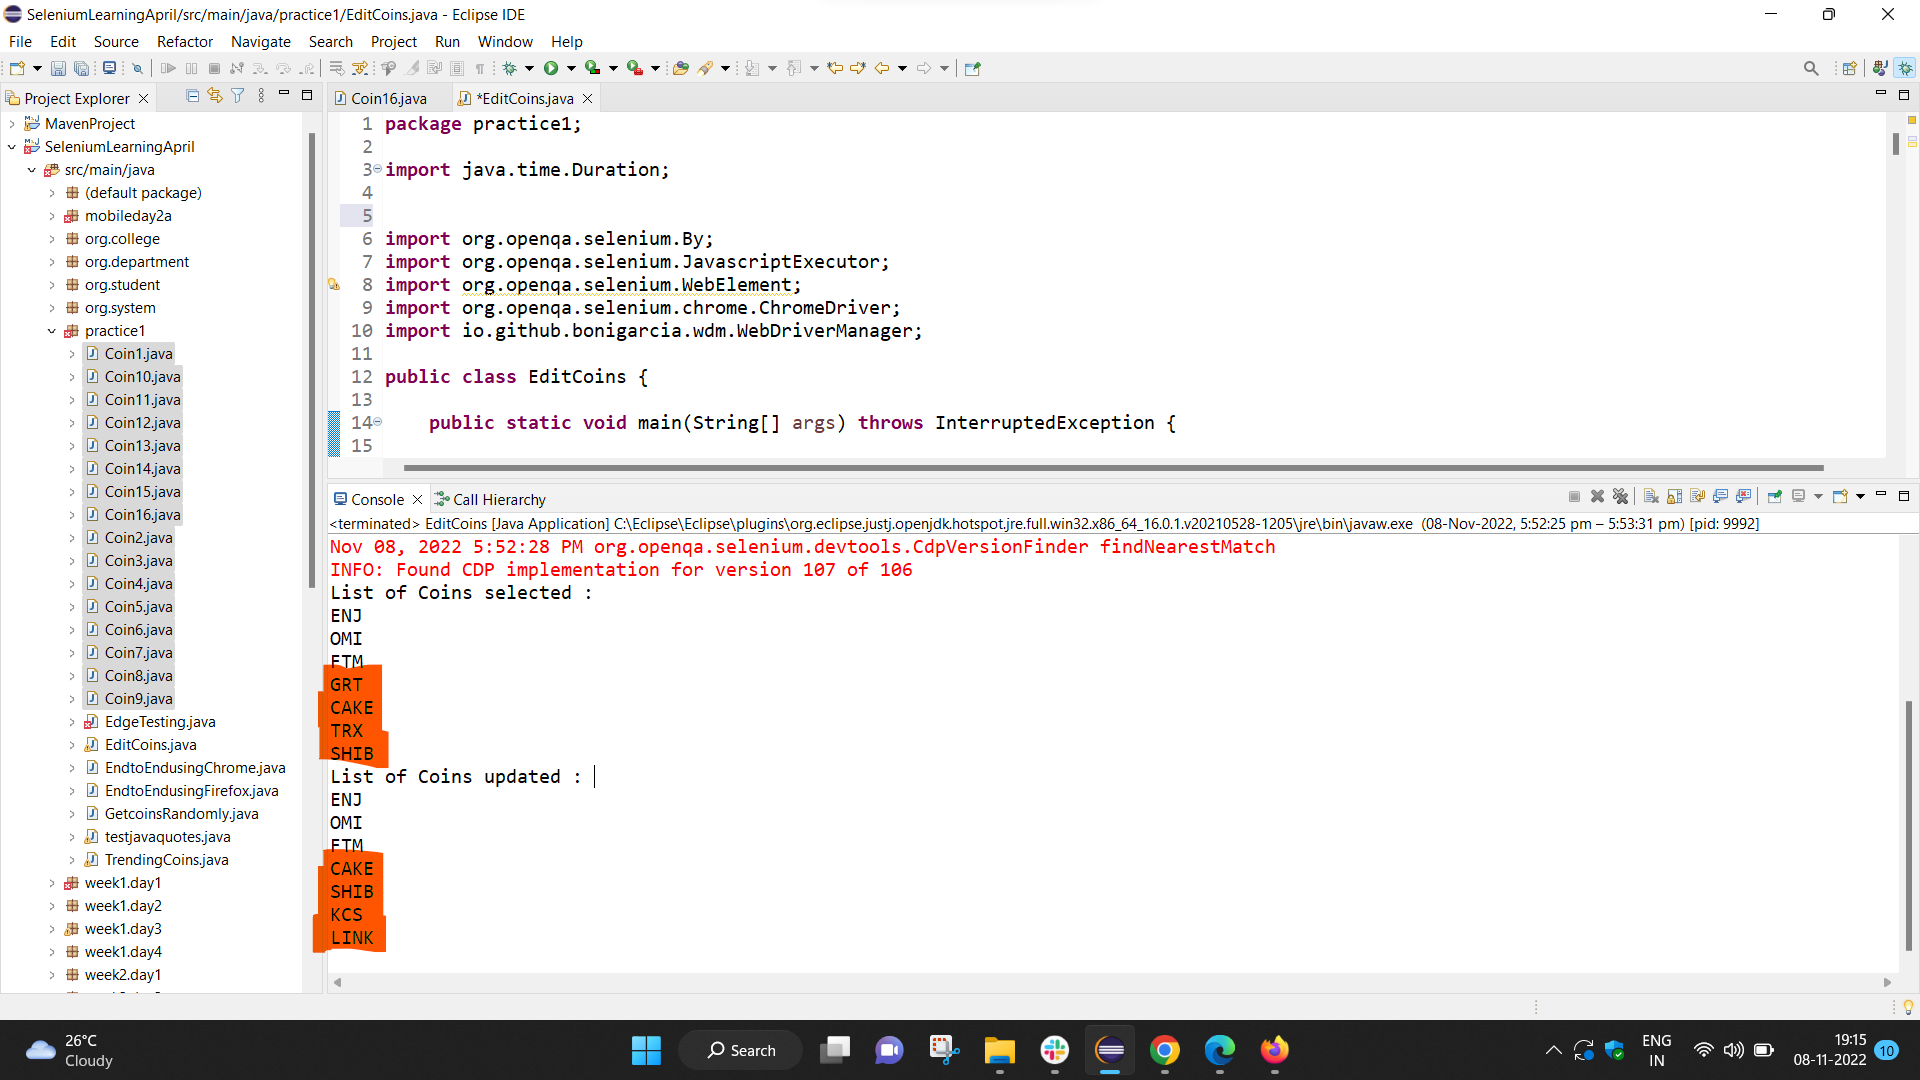 SeleniumLearningApril/src/main/java/practice1/EditCoins.java - Eclipse IDE
File Edit Source Refactor Navigate Search Project Run Window Help
Project Explorer
MavenProject
SeleniumLearningApril
src/main/java
(default package)
mobileday2a
org.college
org.department
org.student
org.system
practice1
Coin1.java
Coin10.java
Coin11.java
Coin12.java
Coin13.java
Coin14.java
Coin15.java
Coin16.java
Coin2.java
Coin3.java
Coin4.java
Coin5.java
Coin6.java
Coin7.java
Coin8.java
Coin9.java
EdgeTesting.java
EditCoins.java
EndtoEndusingChrome.java
EndtoEndusingFirefox.java
GetcoinsRandomly.java
testjavaquotes.java
TrendingCoins.java
week1.day1
week1.day2
week1.day3
week1.day4
week2.day1
Coin16.java *EditCoins.java
1 package practice1;
2
3 import java.time.Duration;
4
5
6 import org.openqa.selenium.By;
7 import org.openqa.selenium.JavascriptExecutor;
8 import org.openqa.selenium.WebElement;
9 import org.openqa.selenium.chrome.ChromeDriver;
10 import io.github.bonigarcia.wdm.WebDriverManager;
11
12 public class EditCoins {
13
14 public static void main(String[] args) throws InterruptedException {
15
Console Call Hierarchy
<terminated> EditCoins [Java Application] C:\Eclipse\Eclipse\plugins\org.eclipse.justj.openjdk.hotspot.jre.full.win32.x86_64_16.0.1.v20210528-1205\jre\bin\javaw.exe (08-Nov-2022, 5:52:25 pm – 5:53:31 pm) [pid: 9992]
Nov 08, 2022 5:52:28 PM org.openqa.selenium.devtools.CdpVersionFinder findNearestMatch
INFO: Found CDP implementation for version 107 of 106
List of Coins selected :
ENJ
OMI
FTM
GRT
CAKE
TRX
SHIB
List of Coins updated :
ENJ
OMI
FTM
CAKE
SHIB
KCS
LINK
26°C
Cloudy
Search
ENG
IN
19:15
08-11-2022
10